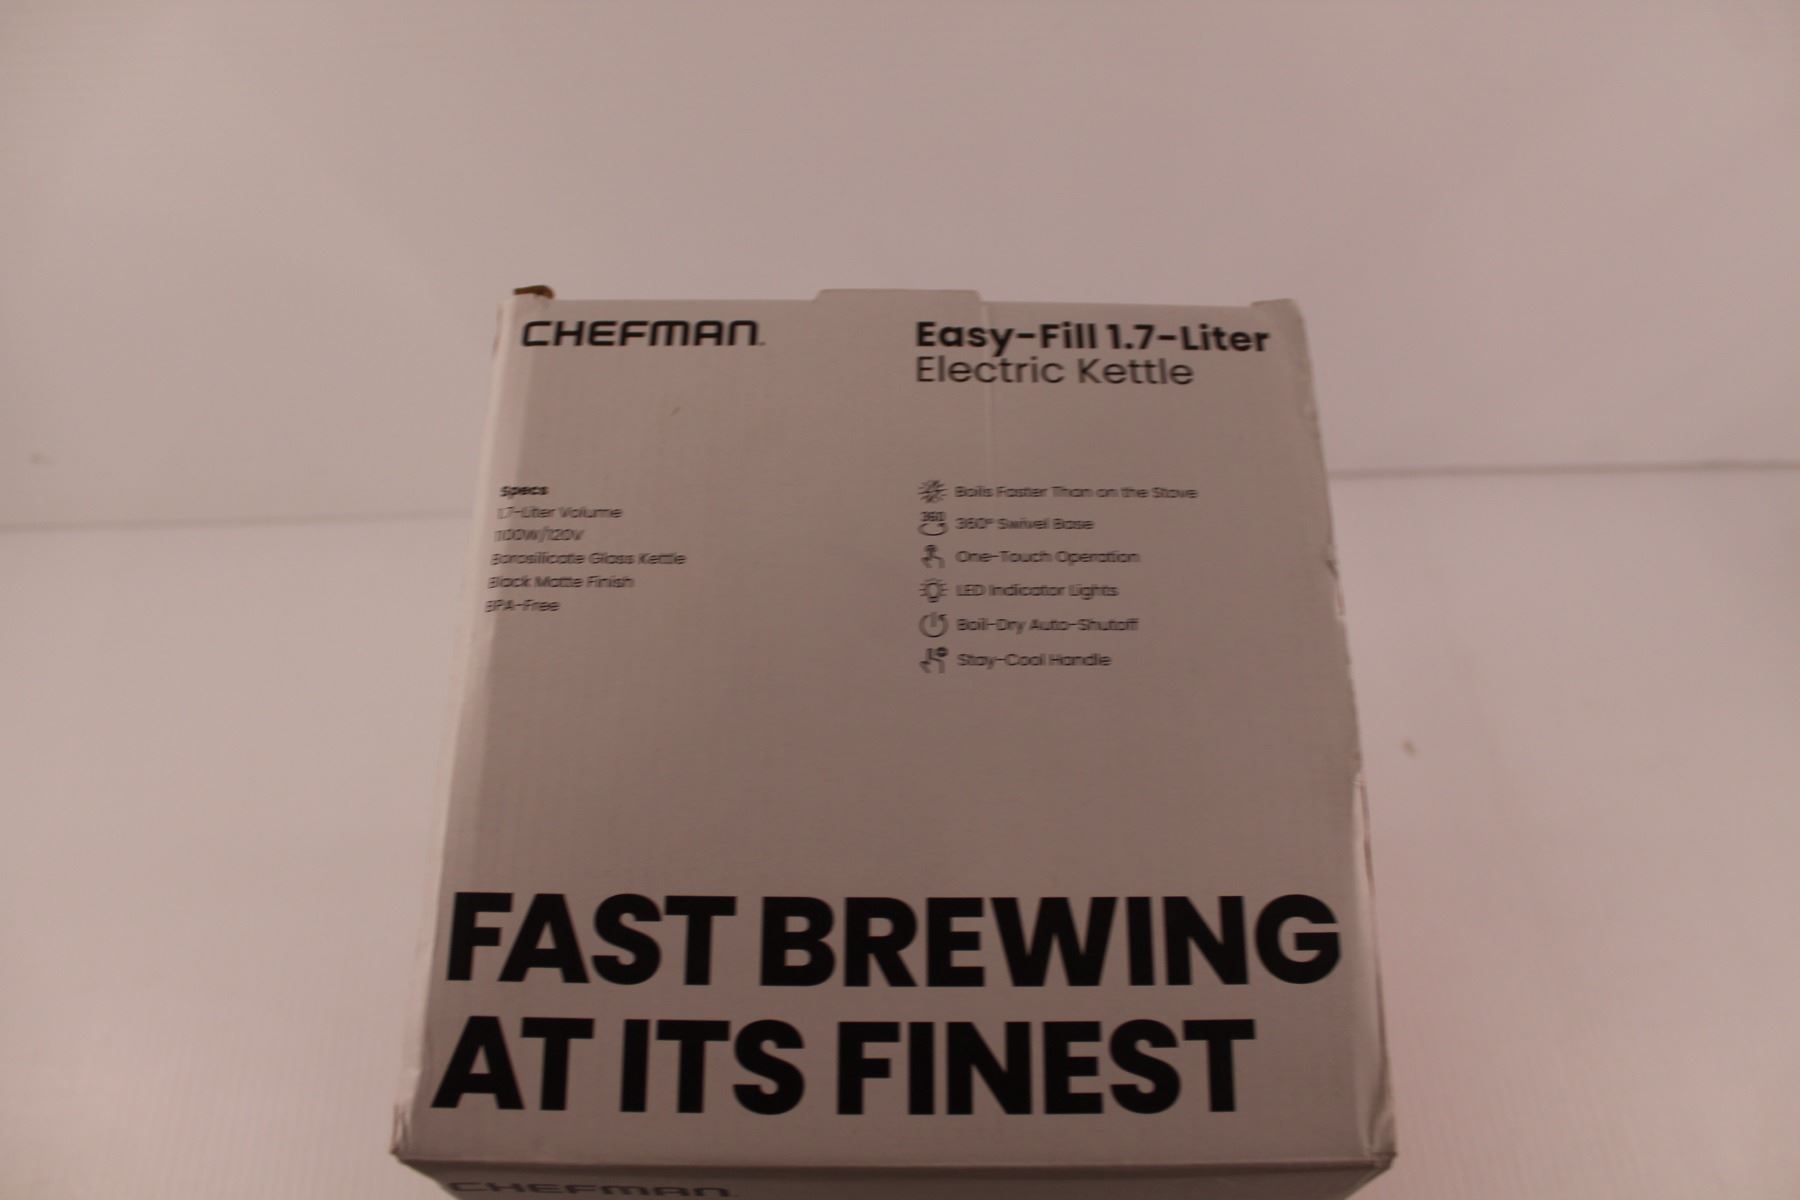 CHEFMAN
Easy-Fill 1.7-Liter
Electric Kettle
Specs
1.7-Liter Volume
1100W/120V
Borosilicate Glass Kettle
Black Matte Finish
BPA-Free
Boils Faster Than on the Stove
360
360° Swivel Base
One-Touch Operation
LED Indicator Lights
Boil-Dry Auto-Shutoff
Stay-Cool Handle
FAST BREWING
AT ITS FINEST
CHEFMAN